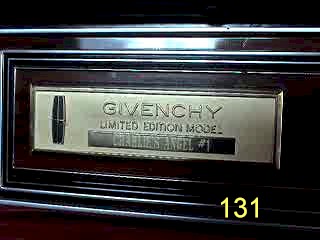 GIVENCHY
LIMITED EDITION MODEL
CHARLIE'S ANGEL #1
131